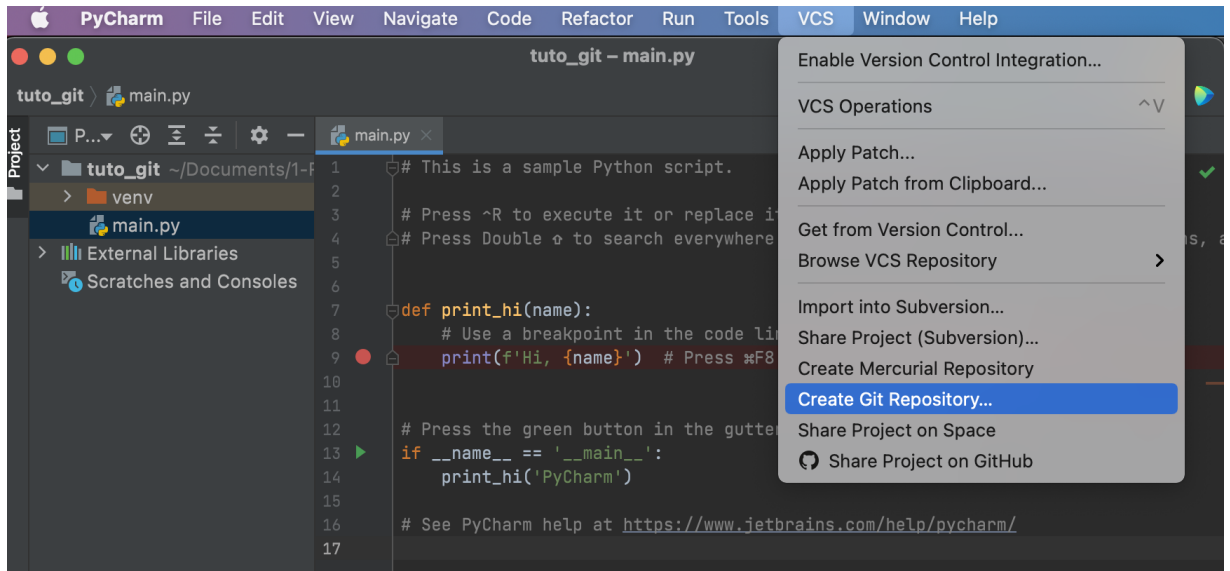 PyCharm File Edit View Navigate Code Refactor Run Tools VCS Window Help
tuto_git – main.py
tuto_git main.py
Project
P...
main.py
tuto_git ~/Documents/1-
venv
main.py
External Libraries
Scratches and Consoles
1 # This is a sample Python script.
2
3 # Press ^R to execute it or replace
4 # Press Double ⇧ to search everywhere
5
6
7 def print_hi(name):
8 # Use a breakpoint in the code
9 print(f'Hi, {name}') # Press ⌘F8
10
11
12 # Press the green button in the gutter
13 if __name__ == '__main__':
14 print_hi('PyCharm')
15
16 # See PyCharm help at https://www.jetbrains.com/help/pycharm/
17
Enable Version Control Integration...
VCS Operations ^V
Apply Patch...
Apply Patch from Clipboard...
Get from Version Control...
Browse VCS Repository
Import into Subversion...
Share Project (Subversion)...
Create Mercurial Repository
Create Git Repository...
Share Project on Space
Share Project on GitHub